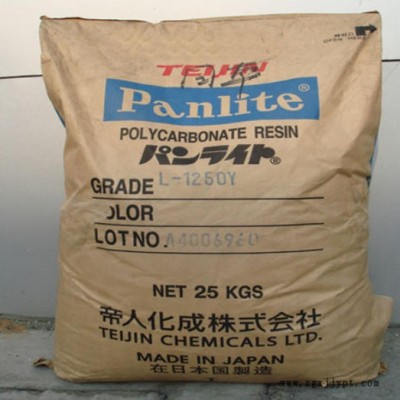 TEIJIN
Panlite®
POLYCARBONATE RESIN
パンライト®
GRADE L-1250Y
OLOR
LOT NO. A4006960
NET 25 KGS
帝人化成株式会社
TEIJIN CHEMICALS LTD.
MADE IN JAPAN
在日本国製造